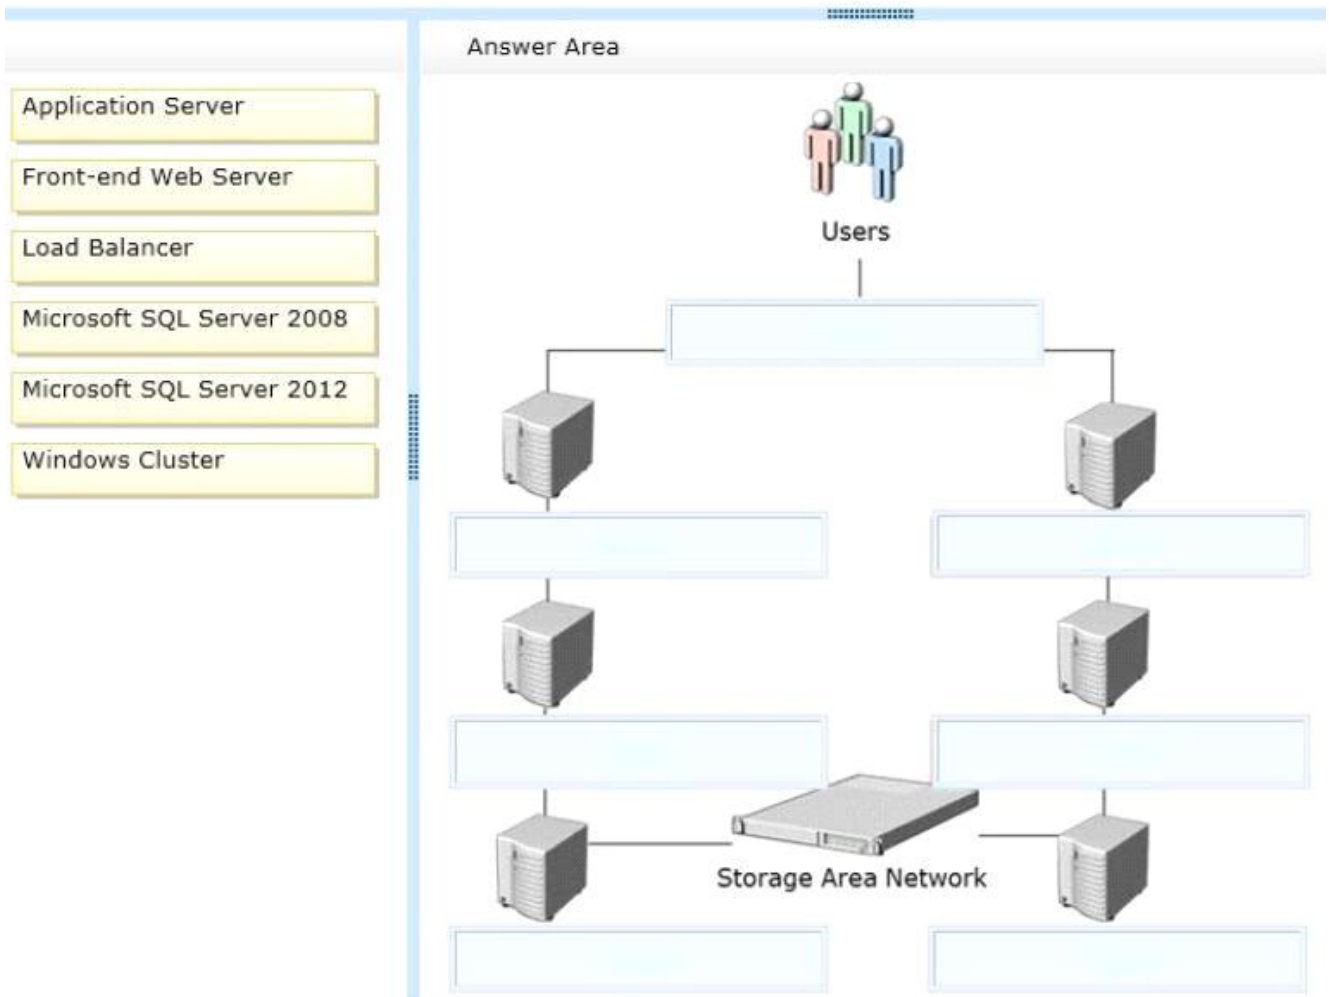 Answer Area
Application Server
Front-end Web Server
Load Balancer
Microsoft SQL Server 2008
Microsoft SQL Server 2012
Windows Cluster
Users
Storage Area Network